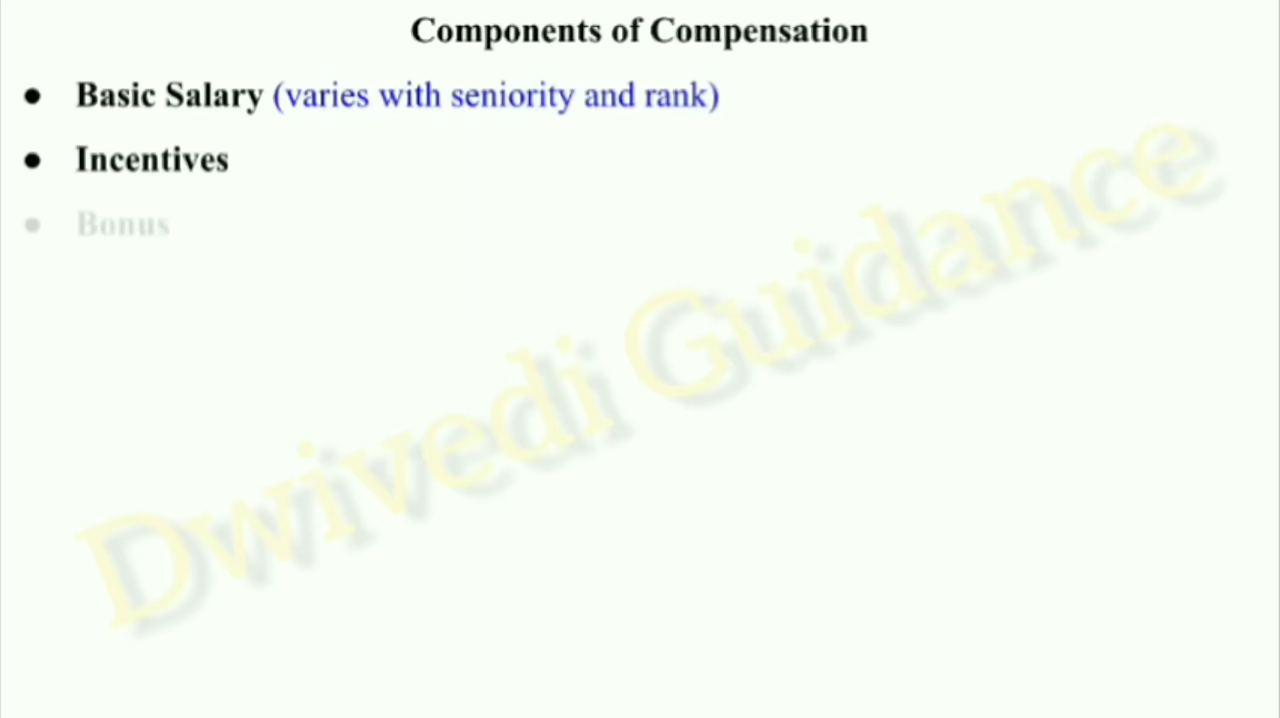 Components of Compensation
● Basic Salary (varies with seniority and rank)
● Incentives
● Bonus
Dwivedi Guidance